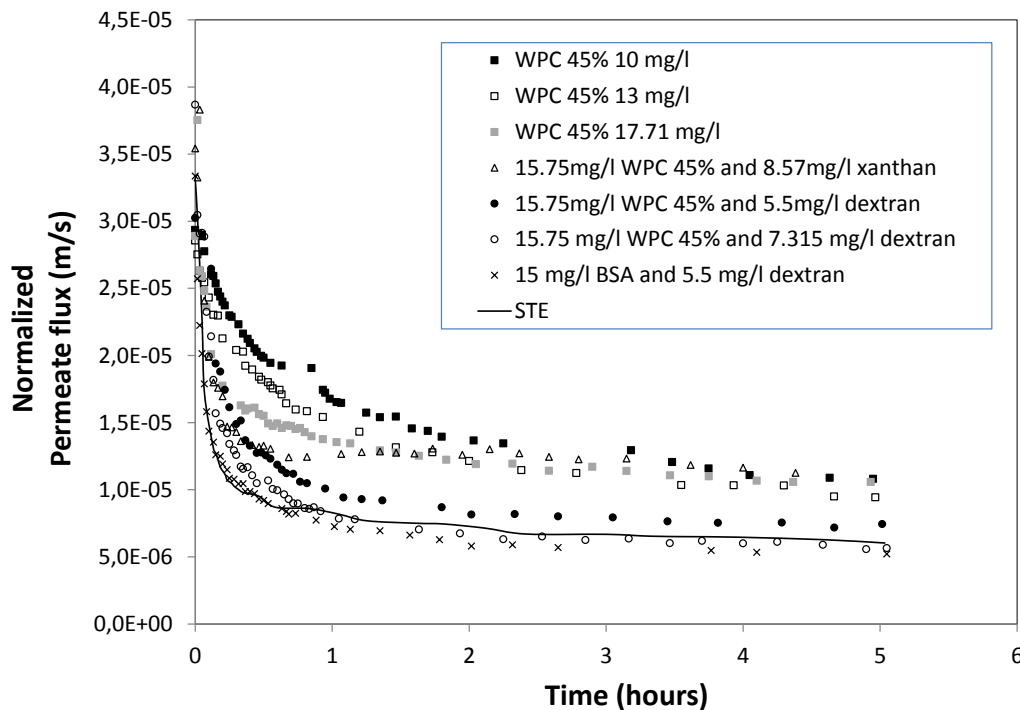 4,5E-05
4,0E-05
3,5E-05
3,0E-05
2,5E-05
2,0E-05
1,5E-05
1,0E-05
5,0E-06
0,0E+00
Normalized
Permeate flux (m/s)
WPC 45% 10 mg/l
WPC 45% 13 mg/l
WPC 45% 17.71 mg/l
15.75mg/l WPC 45% and 8.57mg/l xanthan
15.75mg/l WPC 45% and 5.5mg/l dextran
15.75 mg/l WPC 45% and 7.315 mg/l dextran
15 mg/l BSA and 5.5 mg/l dextran
STE
0 1 2 3 4 5 6
Time (hours)